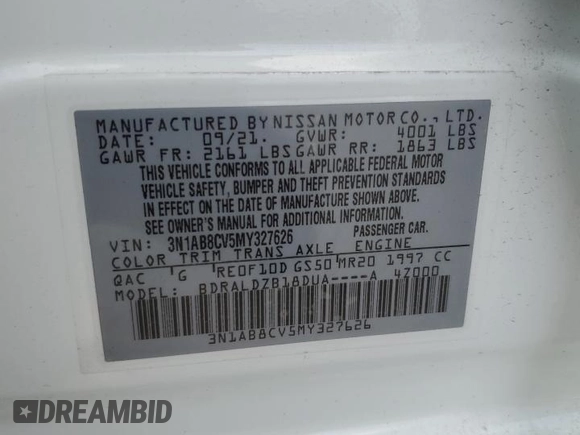 MANUFACTURED BY NISSAN MOTOR CO., LTD.
DATE: 09/21. GVWR: 4001 LBS
GAWR FR: 2161 LBS GAWR RR: 1863 LBS
THIS VEHICLE CONFORMS TO ALL APPLICABLE FEDERAL MOTOR
VEHICLE SAFETY, BUMPER AND THEFT PREVENTION STANDARDS
IN EFFECT ON THE DATE OF MANUFACTURE SHOWN ABOVE.
SEE OWNER'S MANUAL FOR ADDITIONAL INFORMATION.
VIN: 3N1AB8CV5MY327626 PASSENGER CAR.
COLOR TRIM TRANS AXLE ENGINE
QAC G RE0F10D GS50 MR20 1997 CC
MODEL: BDRALDZB18DUA----A 47000
3N1AB8CV5MY327626
DREAMBID